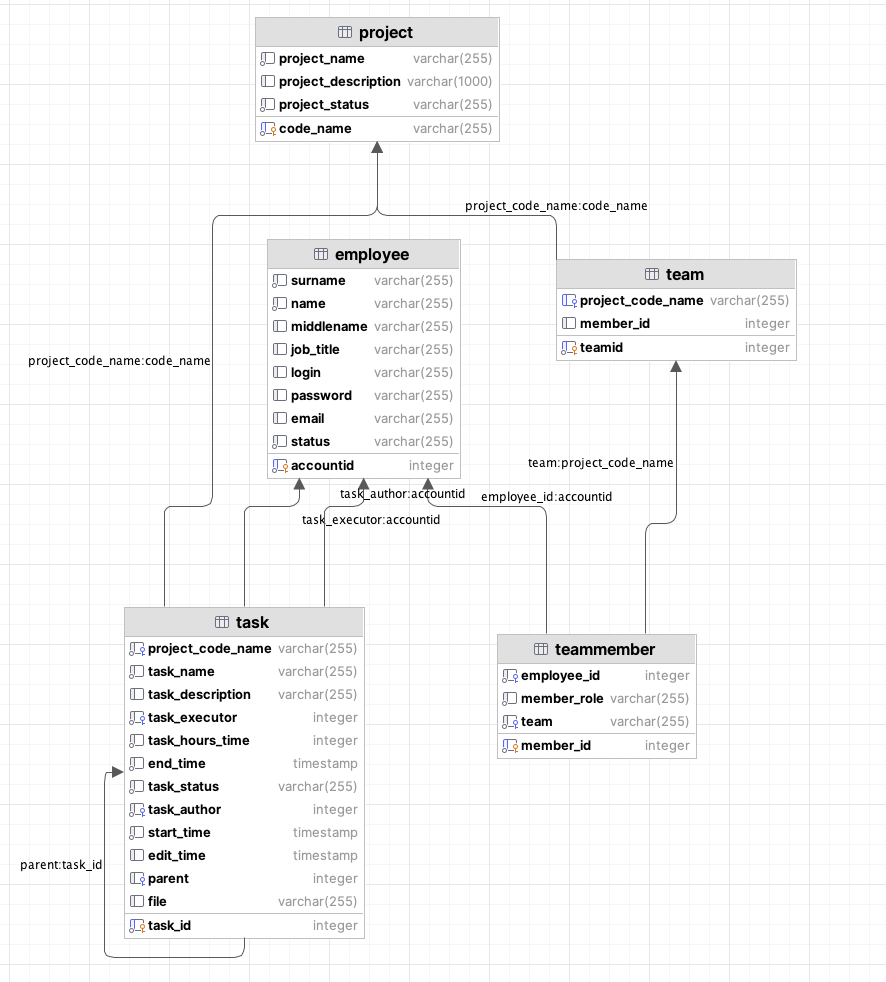 project
project_name varchar(255)
project_description varchar(1000)
project_status varchar(255)
code_name varchar(255)
project_code_name:code_name
employee
surname varchar(255)
name varchar(255)
middlename varchar(255)
job_title varchar(255)
login varchar(255)
password varchar(255)
email varchar(255)
status varchar(255)
accountid integer
team
project_code_name varchar(255)
member_id integer
teamid integer
project_code_name:code_name
team:project_code_name
task_author:accountid
employee_id:accountid
task_executor:accountid
task
project_code_name varchar(255)
task_name varchar(255)
task_description varchar(255)
task_executor integer
task_hours_time integer
end_time timestamp
task_status varchar(255)
task_author integer
start_time timestamp
edit_time timestamp
parent integer
file varchar(255)
task_id integer
parent:task_id
teammember
employee_id integer
member_role varchar(255)
team varchar(255)
member_id integer